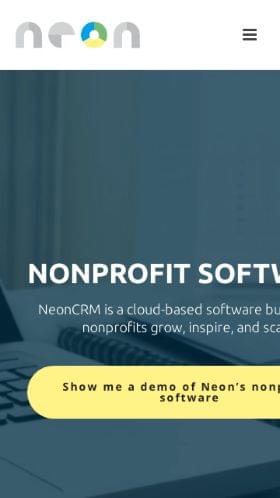 neon
NONPROFIT SOFTW
NeonCRM is a cloud-based software bu
nonprofits grow, inspire, and sca
Show me a demo of Neon's nonp
software